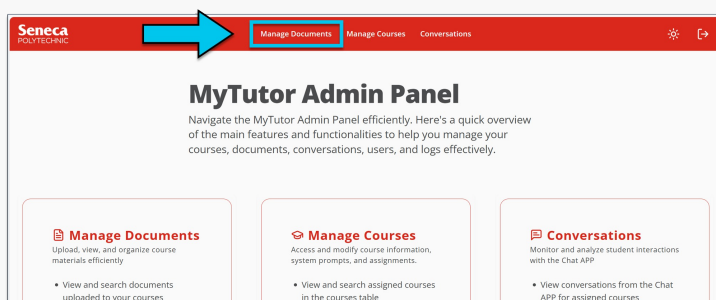 Seneca
POLYTECHNIC
Manage Documents Manage Courses Conversations
MyTutor Admin Panel
Navigate the MyTutor Admin Panel efficiently. Here's a quick overview
of the main features and functionalities to help you manage your
courses, documents, conversations, users, and logs effectively.
Manage Documents
Upload, view, and organize course
materials efficiently
• View and search documents
uploaded to your courses
Manage Courses
Access and modify course information,
system prompts, and assignments.
• View and search assigned courses
in the courses table
Conversations
Monitor and analyze student interactions
with the Chat APP
• View conversations from the Chat
APP for assigned courses